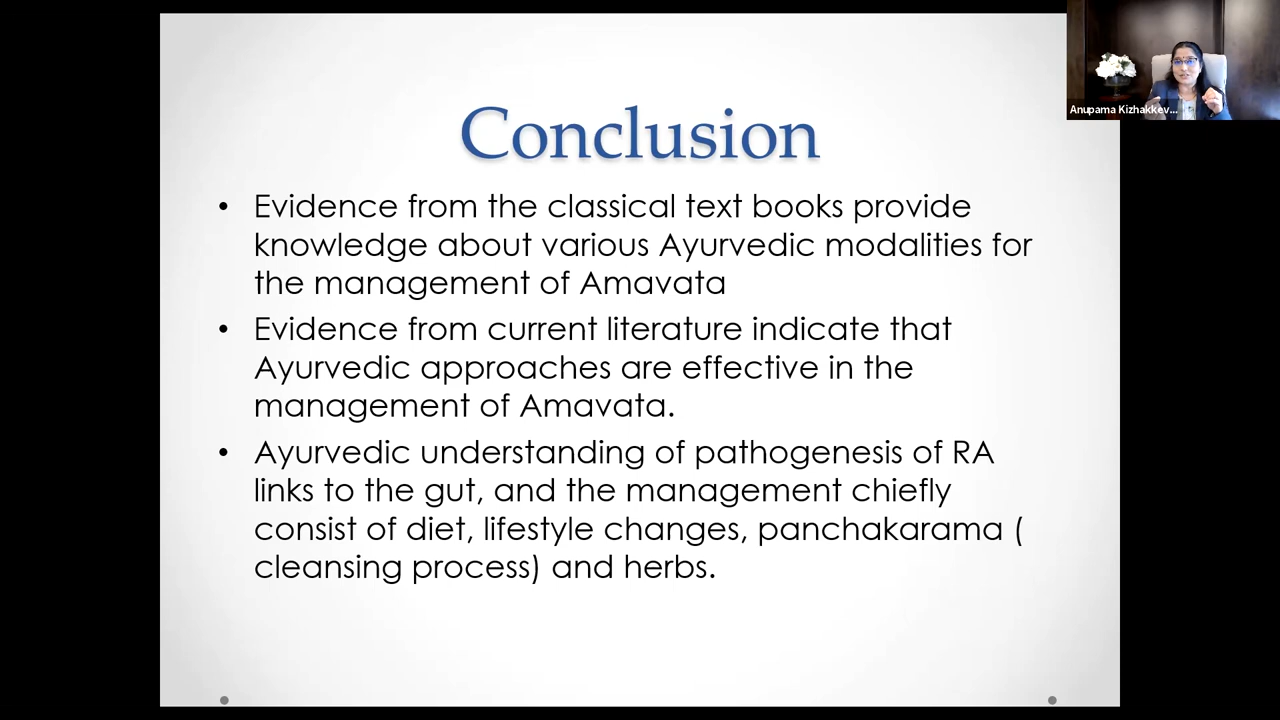 Conclusion
• Evidence from the classical text books provide
knowledge about various Ayurvedic modalities for
the management of Amavata
• Evidence from current literature indicate that
Ayurvedic approaches are effective in the
management of Amavata.
• Ayurvedic understanding of pathogenesis of RA
links to the gut, and the management chiefly
consist of diet, lifestyle changes, panchakarama (
cleansing process) and herbs.
Anupama Kizhakkev...